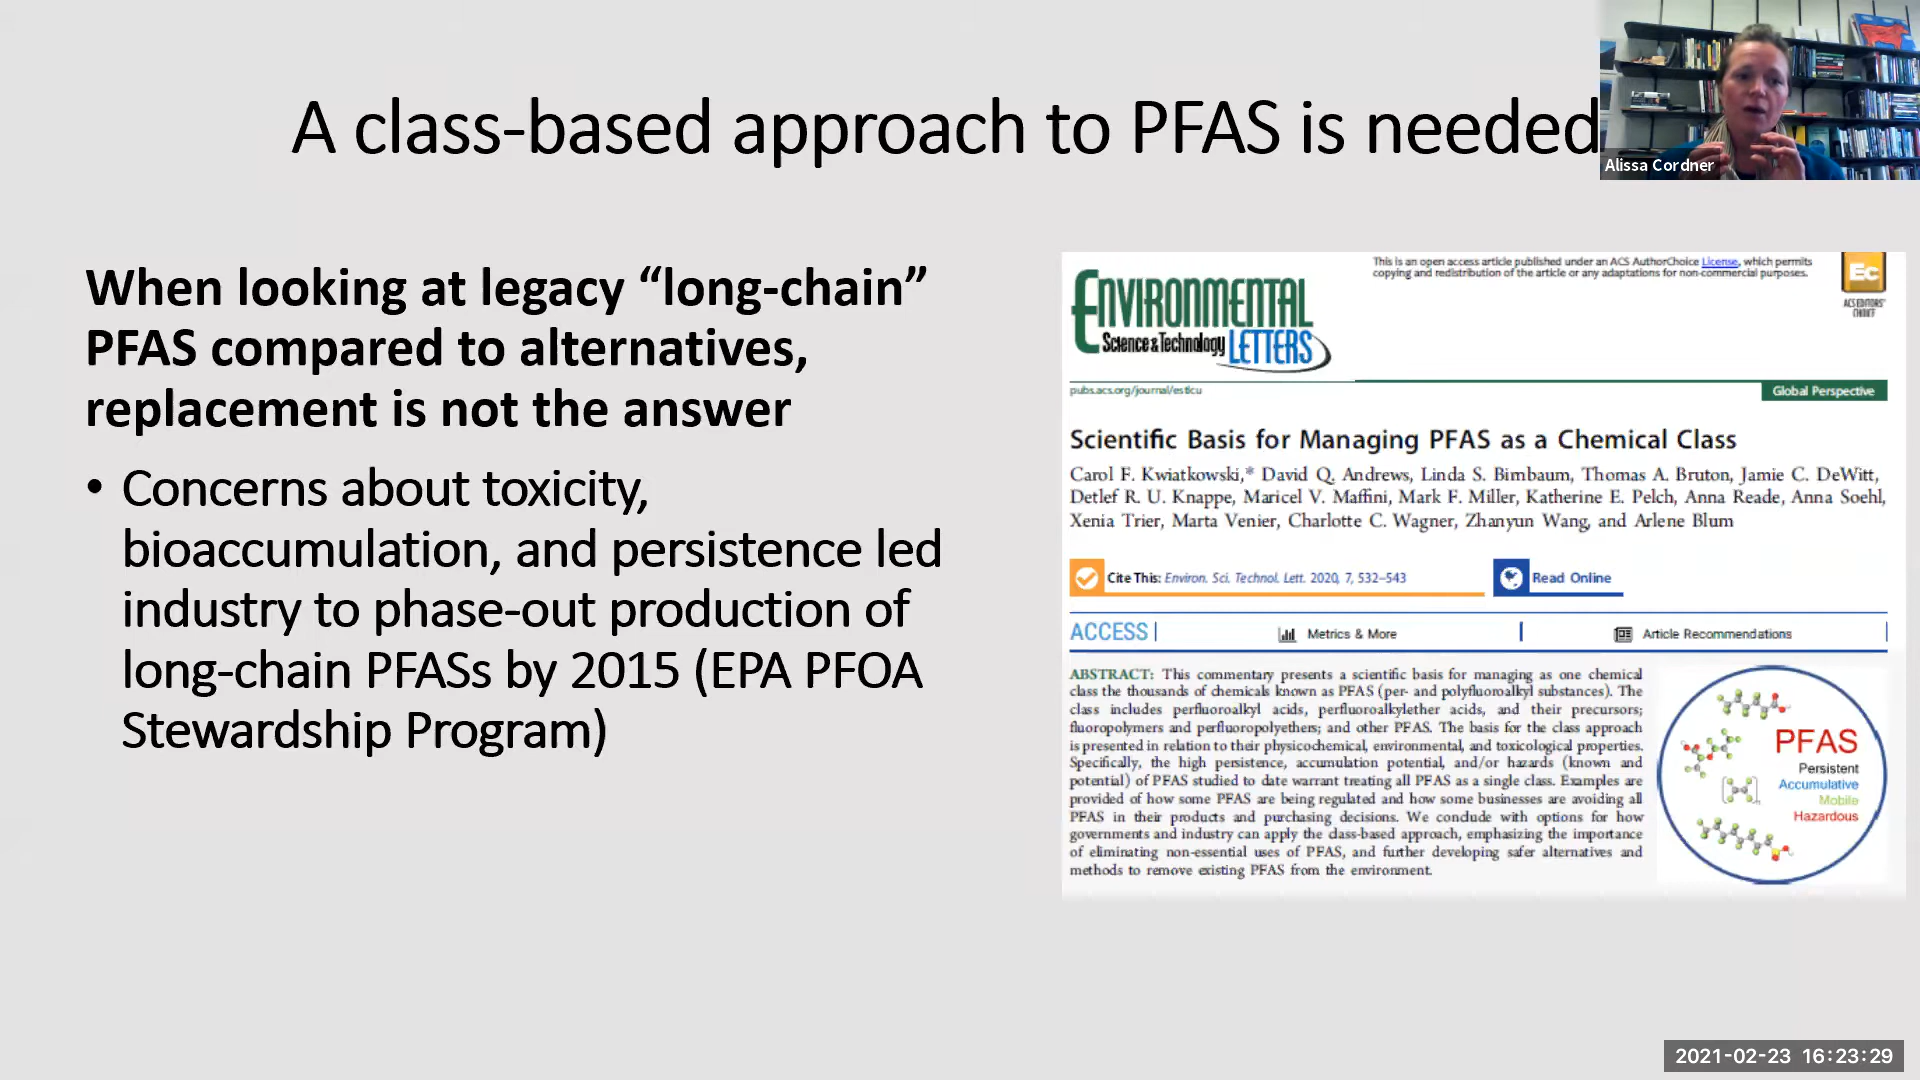 A class-based approach to PFAS is needed
Alissa Cordner
When looking at legacy “long-chain”
PFAS compared to alternatives,
replacement is not the answer
• Concerns about toxicity,
bioaccumulation, and persistence led
industry to phase-out production of
long-chain PFASs by 2015 (EPA PFOA
Stewardship Program)
This is an open access article published under an ACS AuthorChoice License, which permits
copying and redistribution of the article or any adaptations for non-commercial purposes.
Ec
ACS EDITORS'
CHOICE
ENVIRONMENTAL
Science & Technology LETTERS
pubs.acs.org/journal/estlcu
Global Perspective
Scientific Basis for Managing PFAS as a Chemical Class
Carol F. Kwiatkowski,* David Q. Andrews, Linda S. Birnbaum, Thomas A. Bruton, Jamie C. DeWitt,
Detlef R. U. Knappe, Maricel V. Maffini, Mark F. Miller, Katherine E. Pelch, Anna Reade, Anna Soehl,
Xenia Trier, Marta Venier, Charlotte C. Wagner, Zhanyun Wang, and Arlene Blum
Cite This: Environ. Sci. Technol. Lett. 2020, 7, 532–543
Read Online
ACCESS
Metrics & More
Article Recommendations
ABSTRACT: This commentary presents a scientific basis for managing as one chemical
class the thousands of chemicals known as PFAS (per- and polyfluoroalkyl substances). The
class includes perfluoroalkyl acids, perfluoroalkylether acids, and their precursors;
fluoropolymers and perfluoropolyethers; and other PFAS. The basis for the class approach
is presented in relation to their physicochemical, environmental, and toxicological properties.
Specifically, the high persistence, accumulation potential, and/or hazards (known and
potential) of PFAS studied to date warrant treating all PFAS as a single class. Examples are
provided of how some PFAS are being regulated and how some businesses are avoiding all
PFAS in their products and purchasing decisions. We conclude with options for how
governments and industry can apply the class-based approach, emphasizing the importance
of eliminating non-essential uses of PFAS, and further developing safer alternatives and
methods to remove existing PFAS from the environment.
PFAS
Persistent
Accumulative
Mobile
Hazardous
2021-02-23 16:23:29